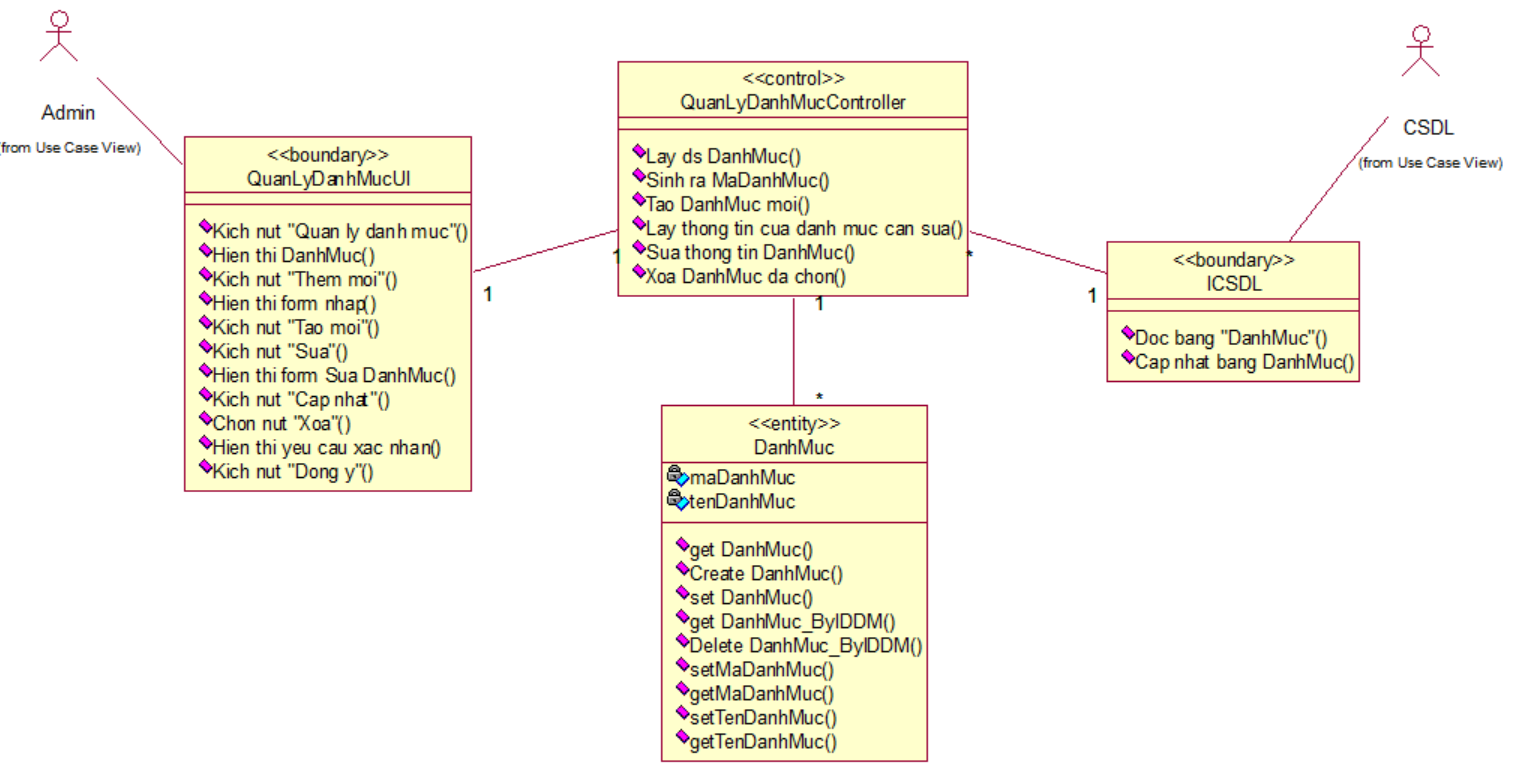 Admin
(from Use Case View)
<<boundary>>
QuanLyDanhMucUI
Kich nut "Quan ly danh muc"()
Hien thi DanhMuc()
Kich nut "Them moi"()
Hien thi form nhap()
Kich nut "Tao moi"()
Kich nut "Sua"()
Hien thi form Sua DanhMuc()
Kich nut "Cap nhat"()
Chon nut "Xoa"()
Hien thi yeu cau xac nhan()
Kich nut "Dong y"()
1
1
<<control>>
QuanLyDanhMucController
Lay ds DanhMuc()
Sinh ra MaDanhMuc()
Tao DanhMuc moi()
Lay thong tin cua danh muc can sua()
Sua thong tin DanhMuc()
Xoa DanhMuc da chon()
1
*
<<entity>>
DanhMuc
maDanhMuc
tenDanhMuc
get DanhMuc()
Create DanhMuc()
set DanhMuc()
get DanhMuc_ByIDDM()
Delete DanhMuc_ByIDDM()
setMaDanhMuc()
getMaDanhMuc()
setTenDanhMuc()
getTenDanhMuc()
*
1
CSDL
(from Use Case View)
<<boundary>>
ICSDL
Doc bang "DanhMuc"()
Cap nhat bang DanhMuc()